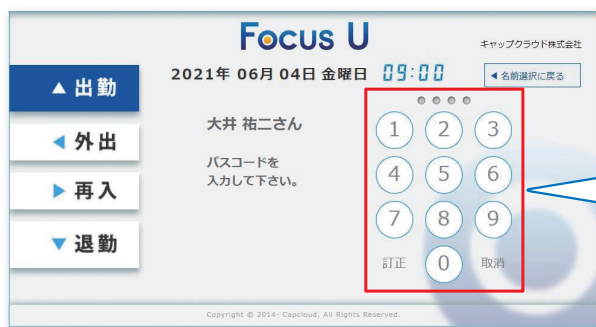 Focus U
キャップクラウド株式会社
2021年 06月 04日 金曜日 09:00
◀ 名前選択に戻る
▲ 出勤
◀ 外出
▶ 再入
▼ 退勤
大井 祐二さん
パスコードを
入力して下さい。
1 2 3
4 5 6
7 8 9
訂正 0 取消
Copyright © 2014- Capcloud, All Rights Reserved.